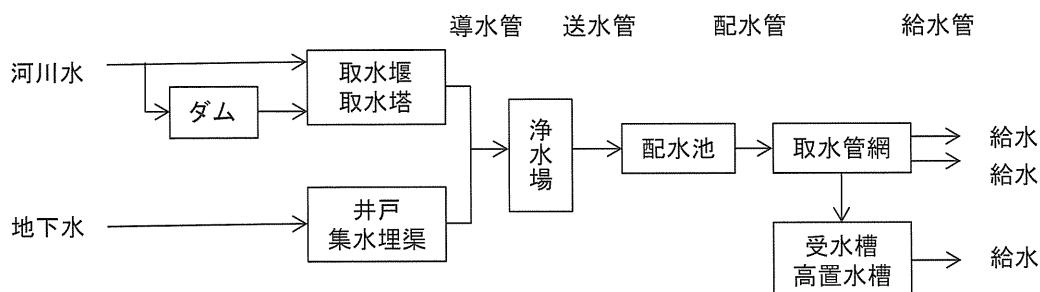 導水管 送水管 配水管 給水管
河川水
ダム
取水堰
取水塔
地下水
井戸
集水埋渠
浄水場
配水池
取水管網
給水
給水
受水槽
高置水槽
給水